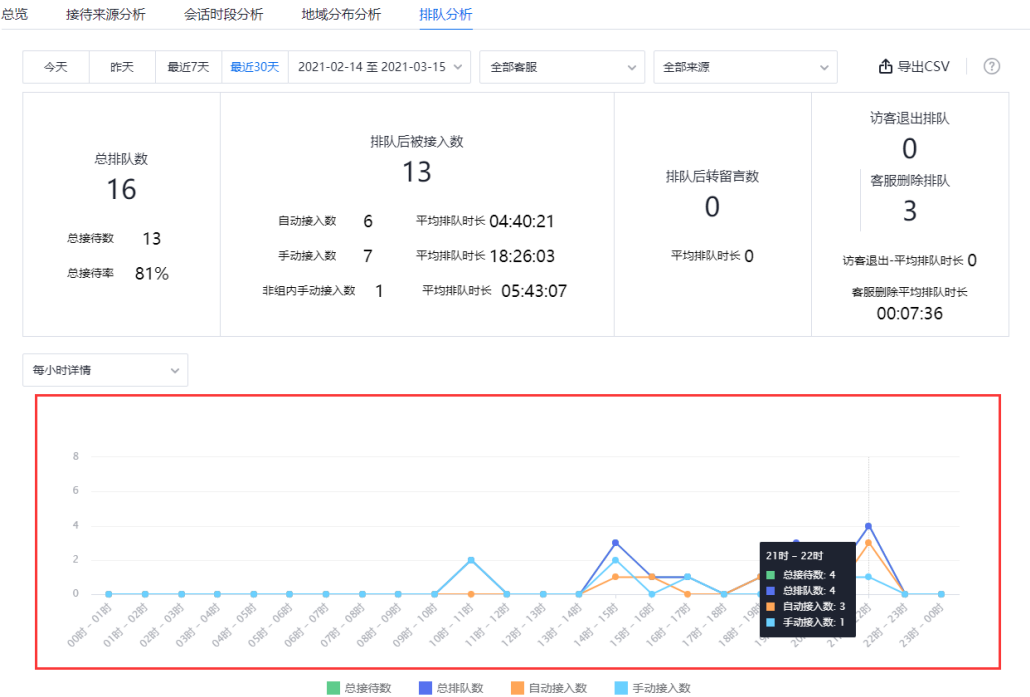 总览 接待来源分析 会话时段分析 地域分布分析 排队分析
今天 昨天 最近7天 最近30天 2021-02-14 至 2021-03-15 全部客服 全部来源 导出CSV ?
总排队数
16
总接待数 13
总接待率 81%
排队后被接入数
13
自动接入数 6 平均排队时长 04:40:21
手动接入数 7 平均排队时长 18:26:03
非组内手动接入数 1 平均排队时长 05:43:07
排队后转留言数
0
平均排队时长 0
访客退出排队
0
客服删除排队
3
访客退出-平均排队时长 0
客服删除平均排队时长
00:07:36
每小时详情
8
6
4
2
0
21时 - 22时
总接待数: 4
总排队数: 4
自动接入数: 3
手动接入数: 1
00时 - 01时 01时 - 02时 02时 - 03时 03时 - 04时 04时 - 05时 05时 - 06时 06时 - 07时 07时 - 08时 08时 - 09时 09时 - 10时 10时 - 11时 11时 - 12时 12时 - 13时 13时 - 14时 14时 - 15时 15时 - 16时 16时 - 17时 17时 - 18时 22时 - 23时 23时 - 00时
总接待数 总排队数 自动接入数 手动接入数